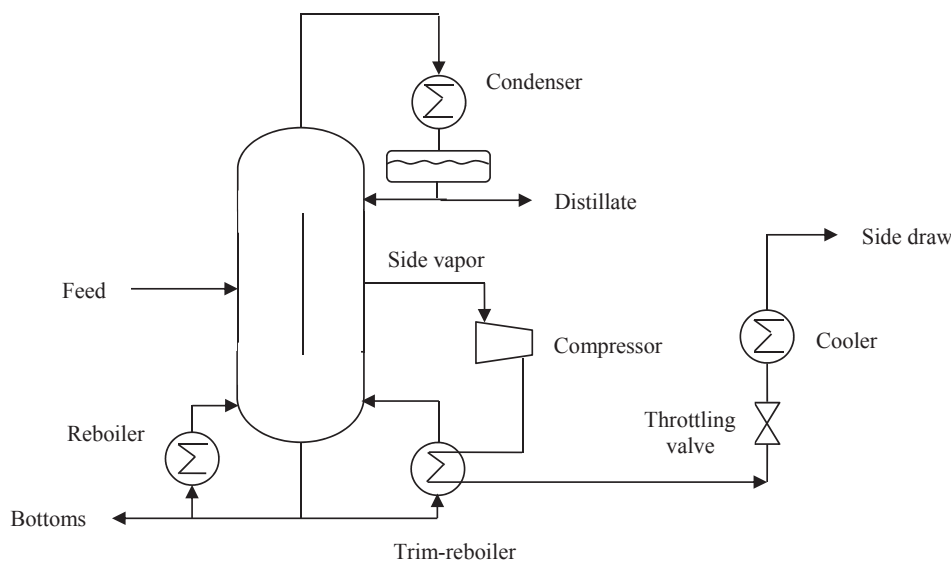 Condenser
Distillate
Side draw
Side vapor
Feed
Compressor
Cooler
Throttling
valve
Reboiler
Bottoms
Trim-reboiler